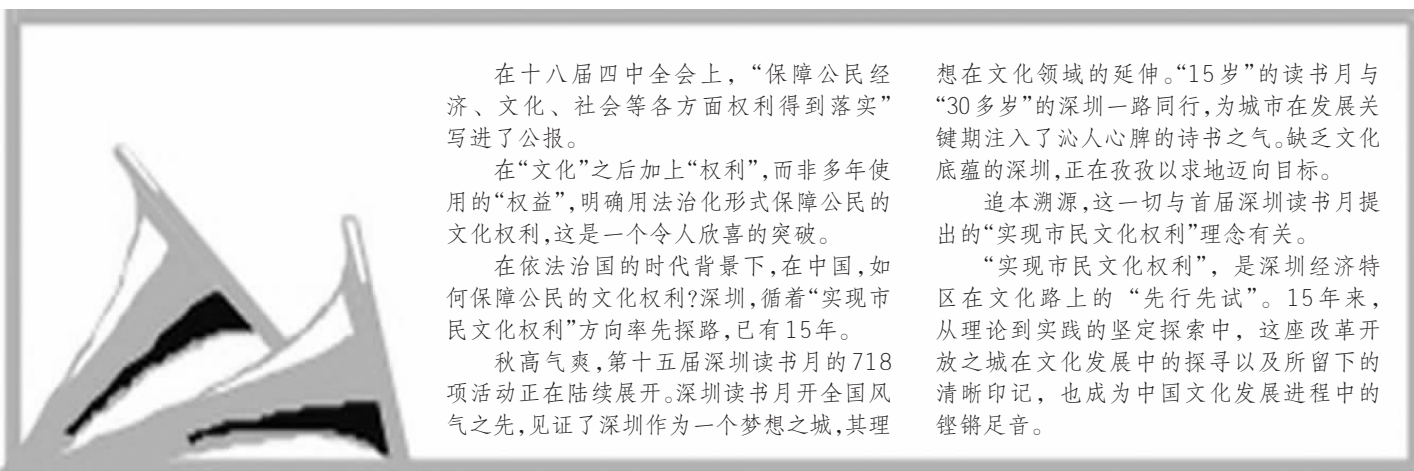 在十八届四中全会上，“保障公民经
济、文化、社会等各方面权利得到落实”
写进了公报。
在“文化”之后加上“权利”，而非多年使
用的“权益”，明确用法治化形式保障公民的
文化权利，这是一个令人欣喜的突破。
在依法治国的时代背景下，在中国，如
何保障公民的文化权利？深圳，循着“实现市
民文化权利”方向率先探路，已有15年。
秋高气爽，第十五届深圳读书月的718
项活动正在陆续展开。深圳读书月开全国风
气之先，见证了深圳作为一个梦想之城，其理
想在文化领域的延伸。“15岁”的读书月与
“30多岁”的深圳一路同行，为城市在发展关
键期注入了沁人心脾的诗书之气。缺乏文化
底蕴的深圳，正在孜孜以求地迈向目标。
追本溯源，这一切与首届深圳读书月提
出的“实现市民文化权利”理念有关。
“实现市民文化权利”，是深圳经济特
区在文化路上的“先行先试”。15年来，
从理论到实践的坚定探索中，这座改革开
放之城在文化发展中的探寻以及所留下的
清晰印记，也成为中国文化发展进程中的
铿锵足音。